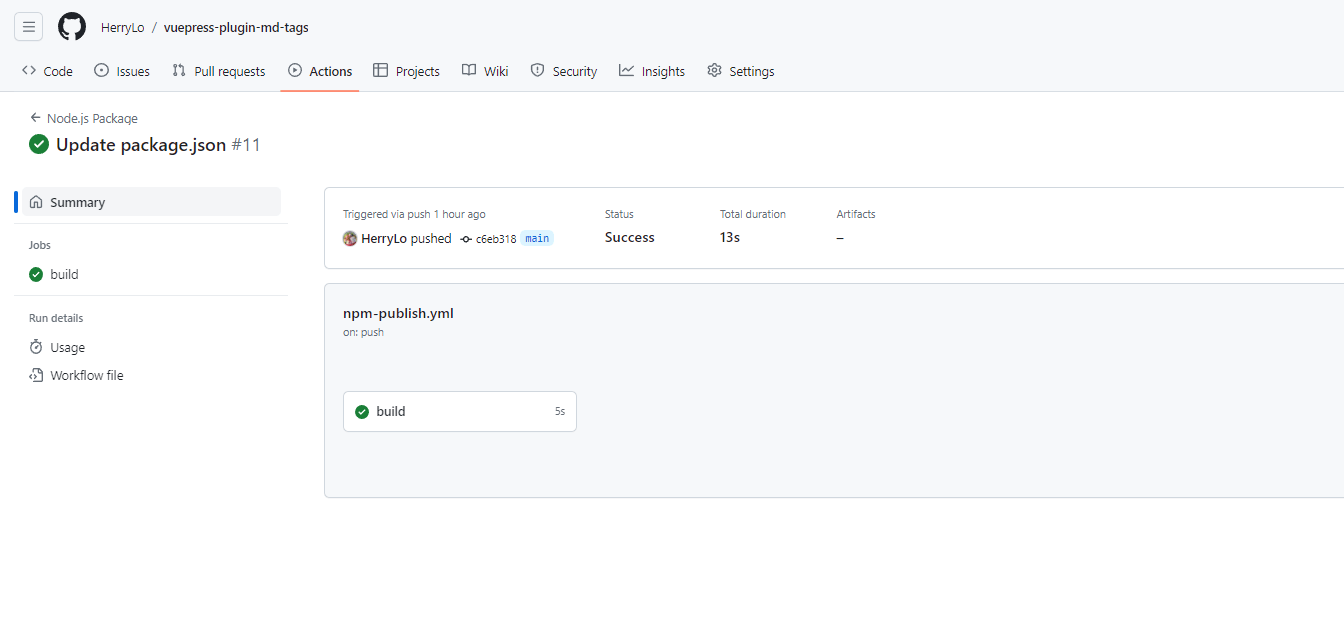 HerryLo / vuepress-plugin-md-tags
Code Issues Pull requests Actions Projects Wiki Security Insights Settings
Node.js Package
Update package.json #11
Summary
Jobs
build
Run details
Usage
Workflow file
Triggered via push 1 hour ago
HerryLo pushed c6eb318 main
Status
Success
Total duration
13s
Artifacts
–
npm-publish.yml
on: push
build 5s